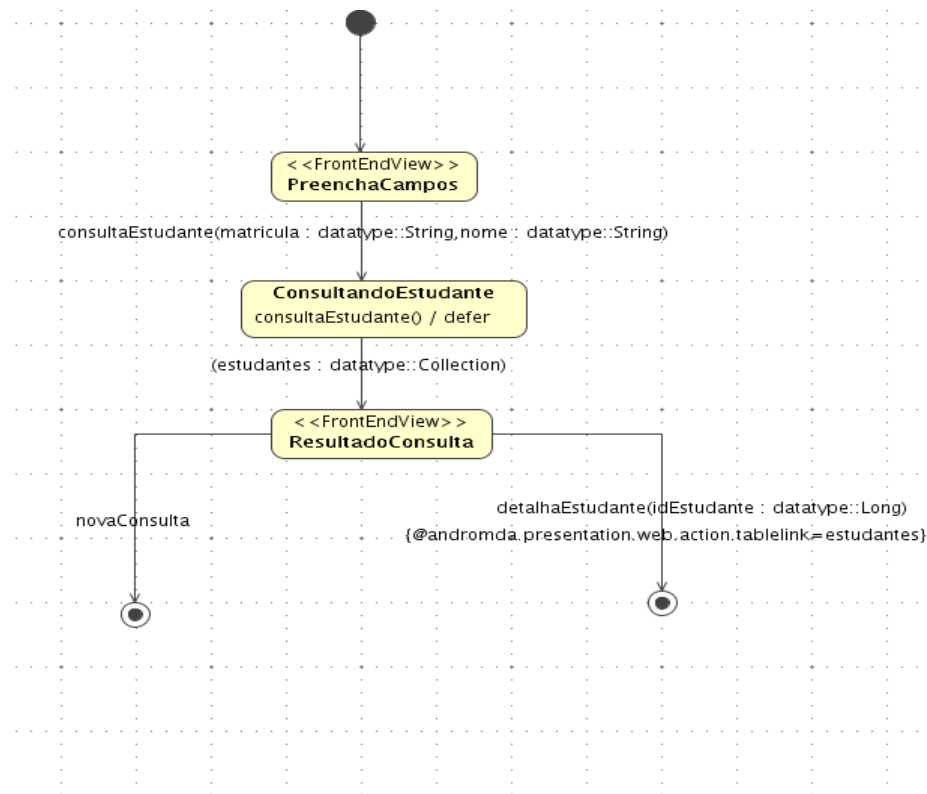 < <FrontEndView> >
PreenchaCampos
consultaEstudante(matricula : datatype::String,nome : datatype::String)
ConsultandoEstudante
consultaEstudante() / defer
(estudantes : datatype::Collection)
< <FrontEndView> >
ResultadoConsulta
novaConsulta
detalhaEstudante(idEstudante : datatype::Long)
{@andromda.presentation.web.action.tablelink=estudantes}